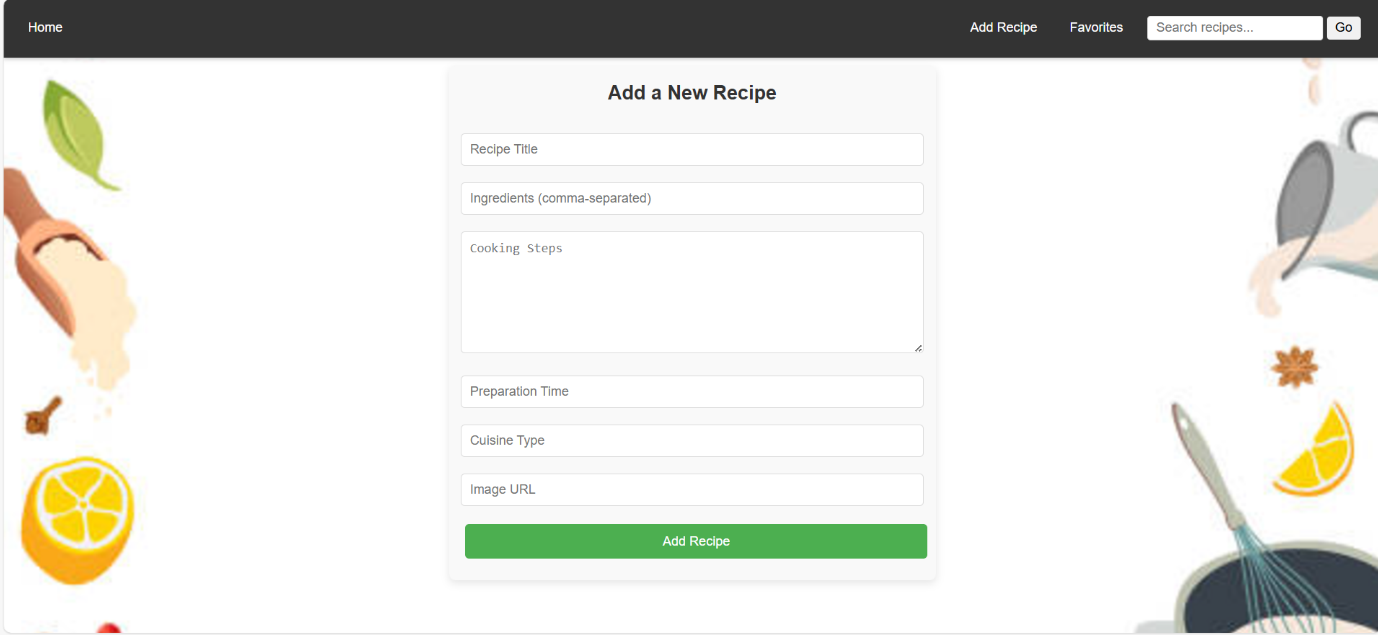 Home
Add Recipe
Favorites
Search recipes...
Go
Add a New Recipe
Recipe Title
Ingredients (comma-separated)
Cooking Steps
Preparation Time
Cuisine Type
Image URL
Add Recipe